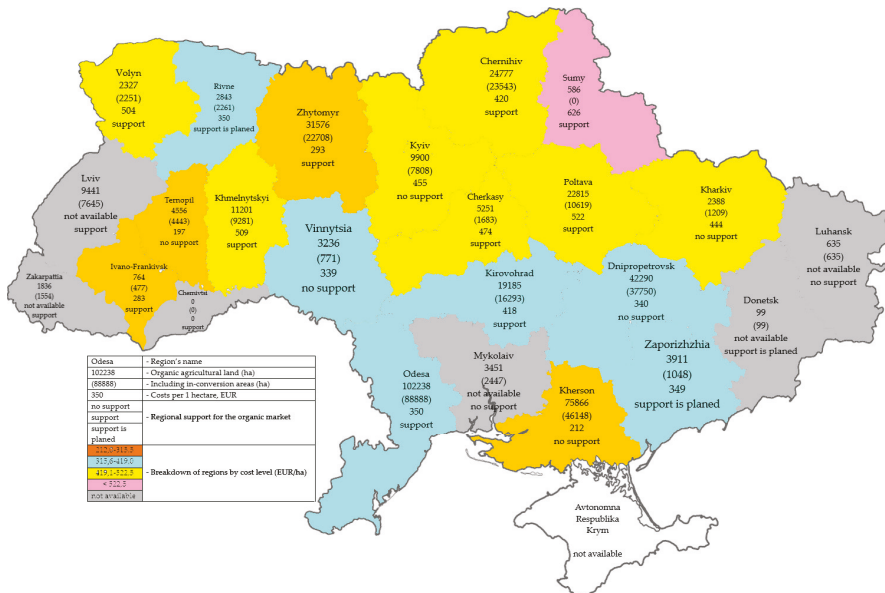 Volyn
2327
(2251)
504
support
Rivne
2843
(2261)
350
support is planed
Zhytomyr
31576
(22708)
293
support
Kyiv
9900
(7808)
455
no support
Chernihiv
24777
(23543)
420
support
Sumy
586
(0)
626
support
Lviv
9441
(7645)
not available
support
Ternopil
4556
(4443)
197
no support
Khmelnytskyi
11201
(9281)
509
support
Vinnytsia
3236
(771)
339
no support
Cherkasy
5251
(1683)
474
support
Poltava
22815
(10619)
522
support
Kharkiv
2388
(1209)
444
no support
Luhansk
635
(635)
not available
no support
Zakarpattia
1836
(1554)
not available
support
Ivano-Frankivsk
764
(477)
283
support
Chernivtsi
0
(0)
0
support
Kirovohrad
19185
(16293)
418
support
Dnipropetrovsk
42290
(37750)
340
no support
Donetsk
99
(99)
not available
support is planed
Zaporizhzhia
3911
(1048)
349
support is planed
Odesa
102238
(88888)
350
support
Mykolaiv
3451
(2447)
not available
no support
Kherson
75866
(46148)
212
no support
Avtonomna
Respublika
Krym
not available
Odesa - Region's name
102238 - Organic agricultural land (ha)
(88888) - Including in-conversion areas (ha)
350 - Costs per 1 hectare, EUR
no support
support - Regional support for the organic market
support is
planed
212,0-315,5
315,6-419,0
419,1-522,5 - Breakdown of regions by cost level (EUR/ha)
< 522,5
not available